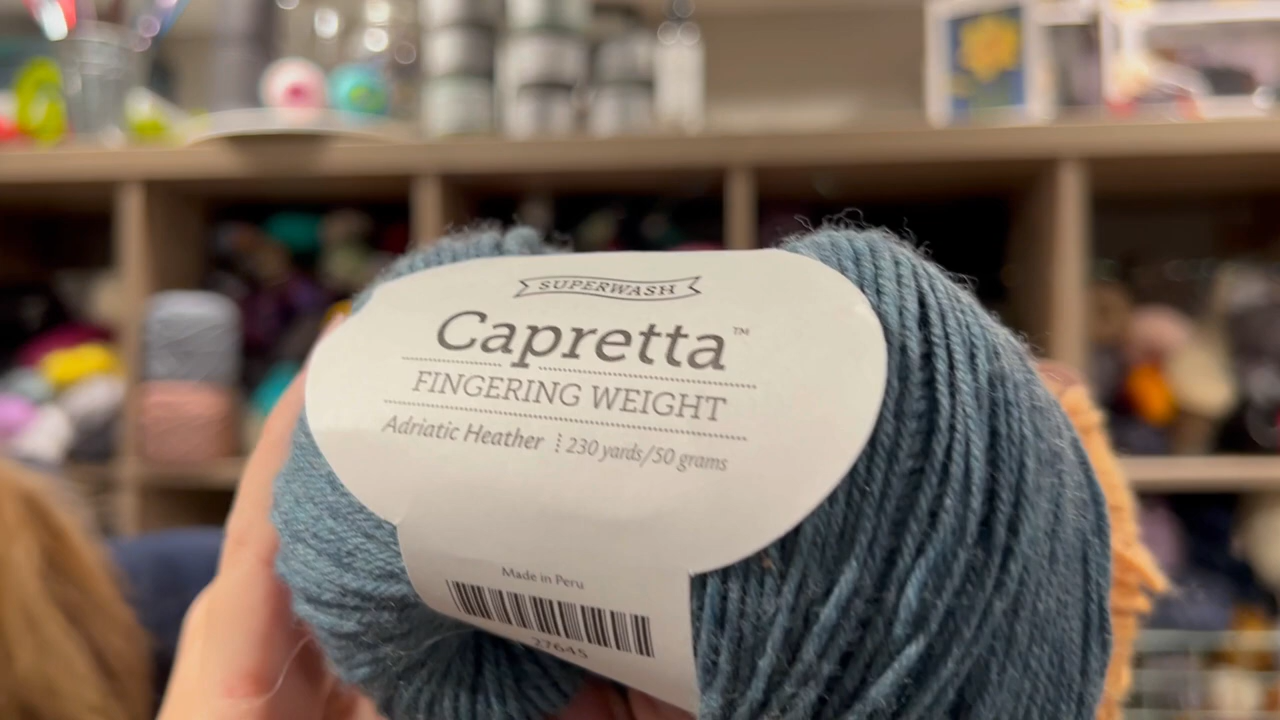 SUPERWASH
Capretta™
FINGERING WEIGHT
Adriatic Heather ⁞ 230 yards/50 grams
Made in Peru
27645